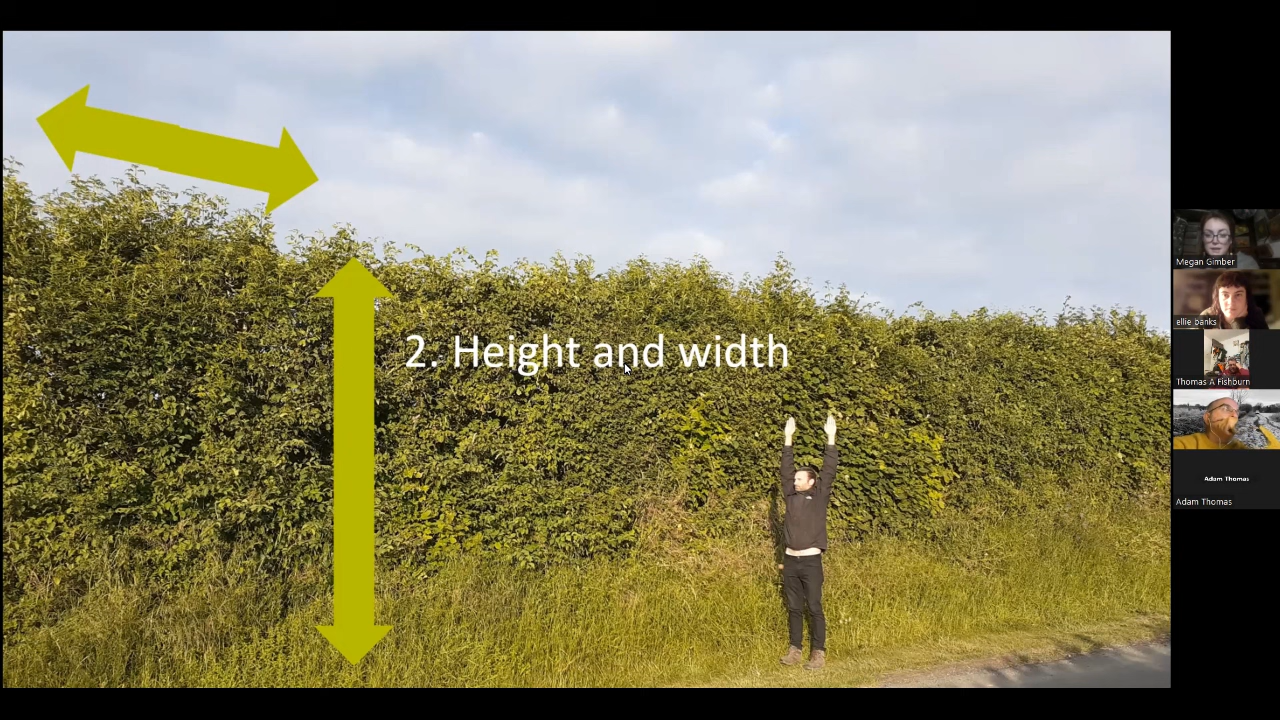 2. Height and width
Megan Gimber
ellie banks
Thomas A Fishburn
Adam Thomas
Adam Thomas